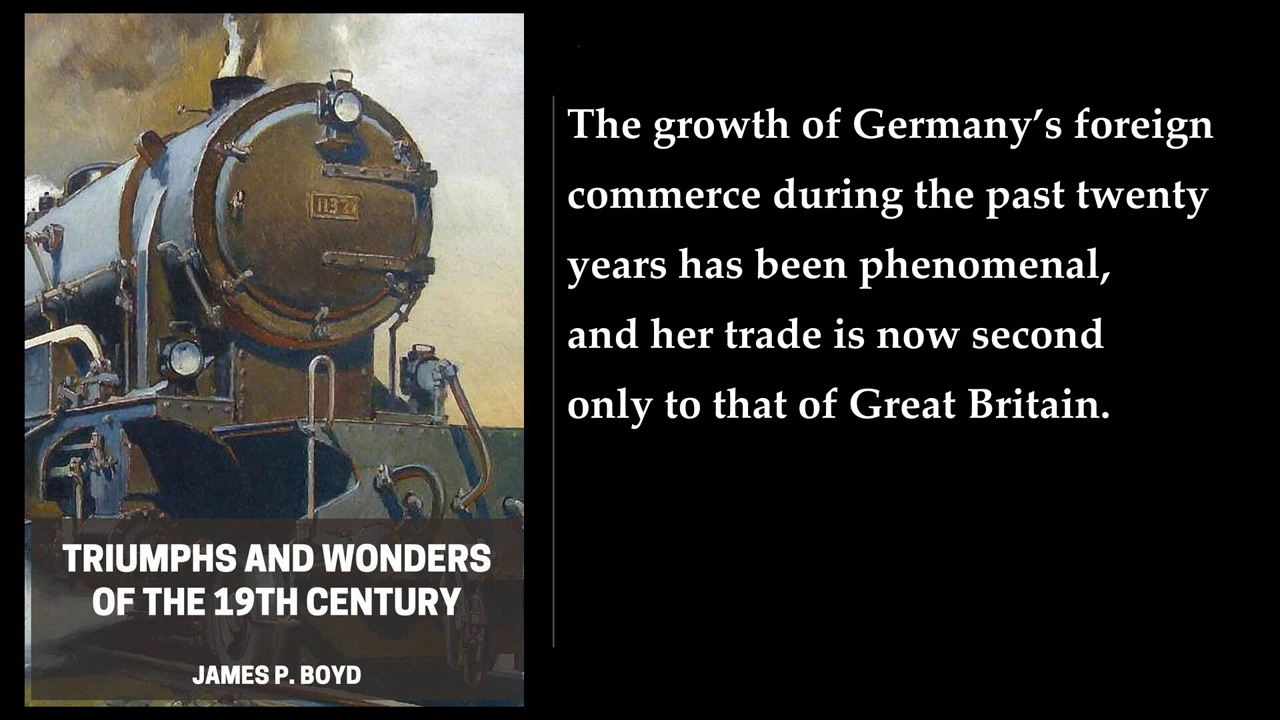 The growth of Germany’s foreign
commerce during the past twenty
years has been phenomenal,
and her trade is now second
only to that of Great Britain.
TRIUMPHS AND WONDERS
OF THE 19TH CENTURY
JAMES P. BOYD